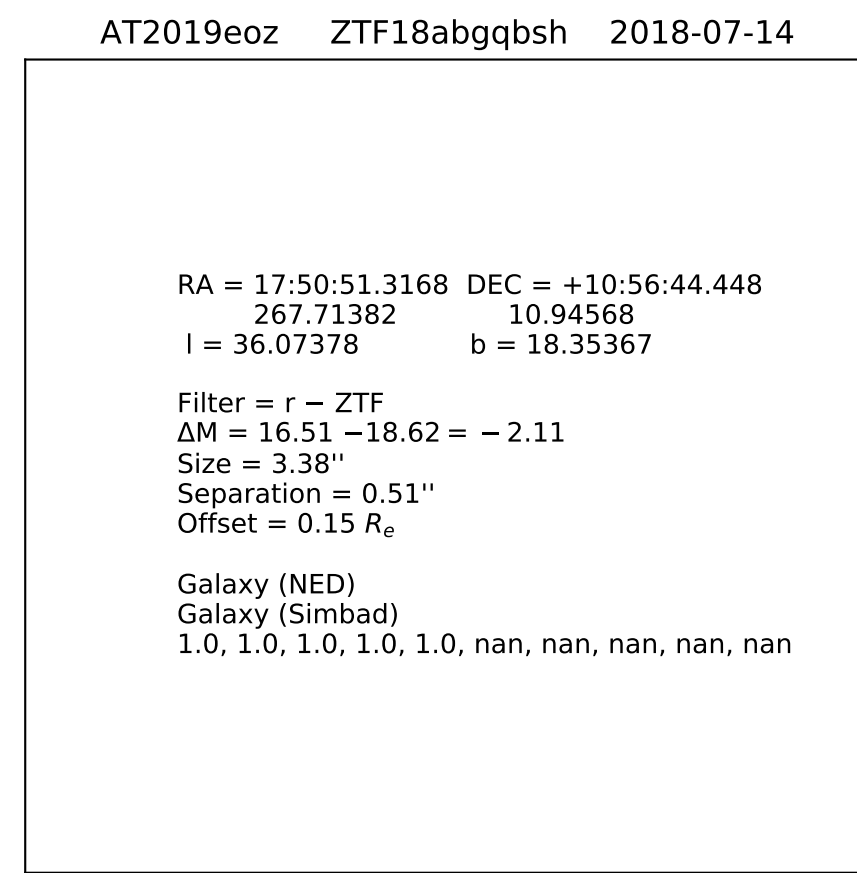 AT2019eoz ZTF18abgqbsh 2018-07-14
RA = 17:50:51.3168 DEC = +10:56:44.448
267.71382 10.94568
l = 36.07378 b = 18.35367
Filter = r − ZTF
ΔM = 16.51 −18.62 = − 2.11
Size = 3.38''
Separation = 0.51''
Offset = 0.15 Rₑ
Galaxy (NED)
Galaxy (Simbad)
1.0, 1.0, 1.0, 1.0, 1.0, nan, nan, nan, nan, nan